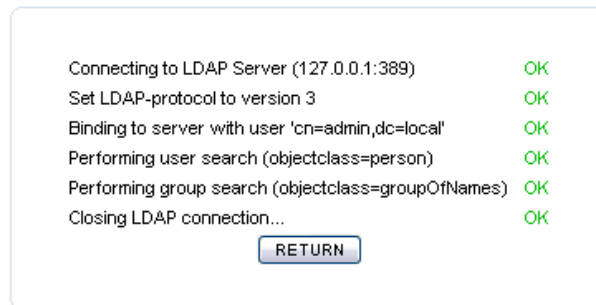 Connecting to LDAP Server (127.0.0.1:389) OK
Set LDAP-protocol to version 3 OK
Binding to server with user 'cn=admin,dc=local' OK
Performing user search (objectclass=person) OK
Performing group search (objectclass=groupOfNames) OK
Closing LDAP connection... OK
RETURN